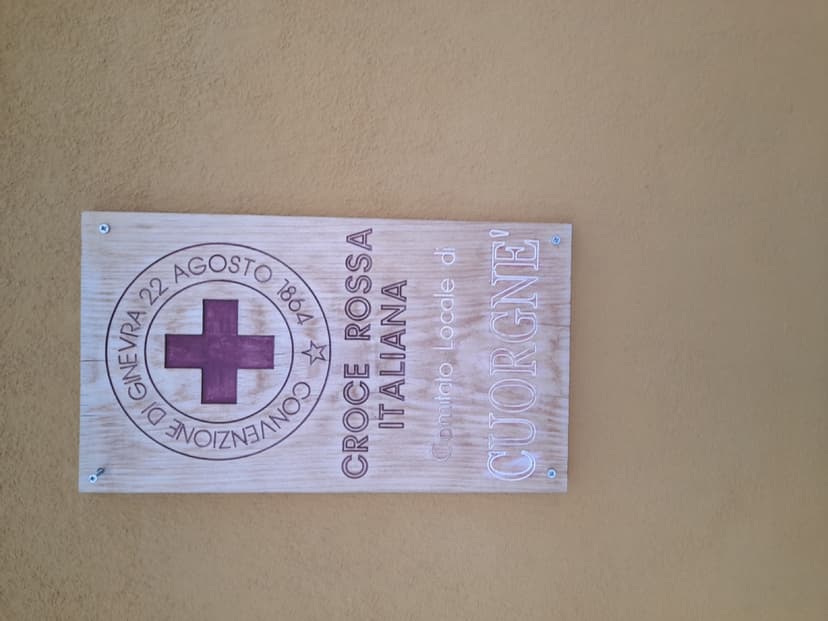 CONVENZIONE DI GINEVRA 22 AGOSTO 1864
CROCE ROSSA
ITALIANA
Comitato Locale di
CUORGNE'